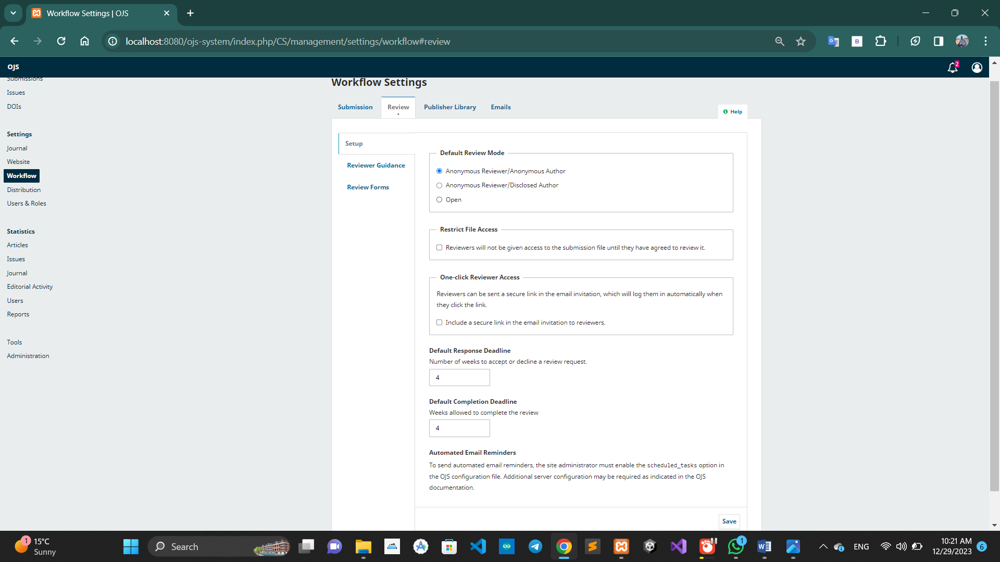 Workflow Settings | OJS
localhost:8080/ojs-system/index.php/CS/management/settings/workflow#review
B
OJS
2
Submissions
Issues
DOIs
Settings
Journal
Website
Workflow
Distribution
Users & Roles
Statistics
Articles
Issues
Journal
Editorial Activity
Users
Reports
Tools
Administration
Workflow Settings
Submission
Review
Publisher Library
Emails
Help
Setup
Reviewer Guidance
Review Forms
Default Review Mode
Anonymous Reviewer/Anonymous Author
Anonymous Reviewer/Disclosed Author
Open
Restrict File Access
Reviewers will not be given access to the submission file until they have agreed to review it.
One-click Reviewer Access
Reviewers can be sent a secure link in the email invitation, which will log them in automatically when
they click the link.
Include a secure link in the email invitation to reviewers.
Default Response Deadline
Number of weeks to accept or decline a review request.
4
Default Completion Deadline
Weeks allowed to complete the review
4
Automated Email Reminders
To send automated email reminders, the site administrator must enable the scheduled_tasks option in
the OJS configuration file. Additional server configuration may be required as indicated in the OJS
documentation.
Save
1
15°C
Sunny
Search
1
ENG
10:21 AM
12/29/2023
6